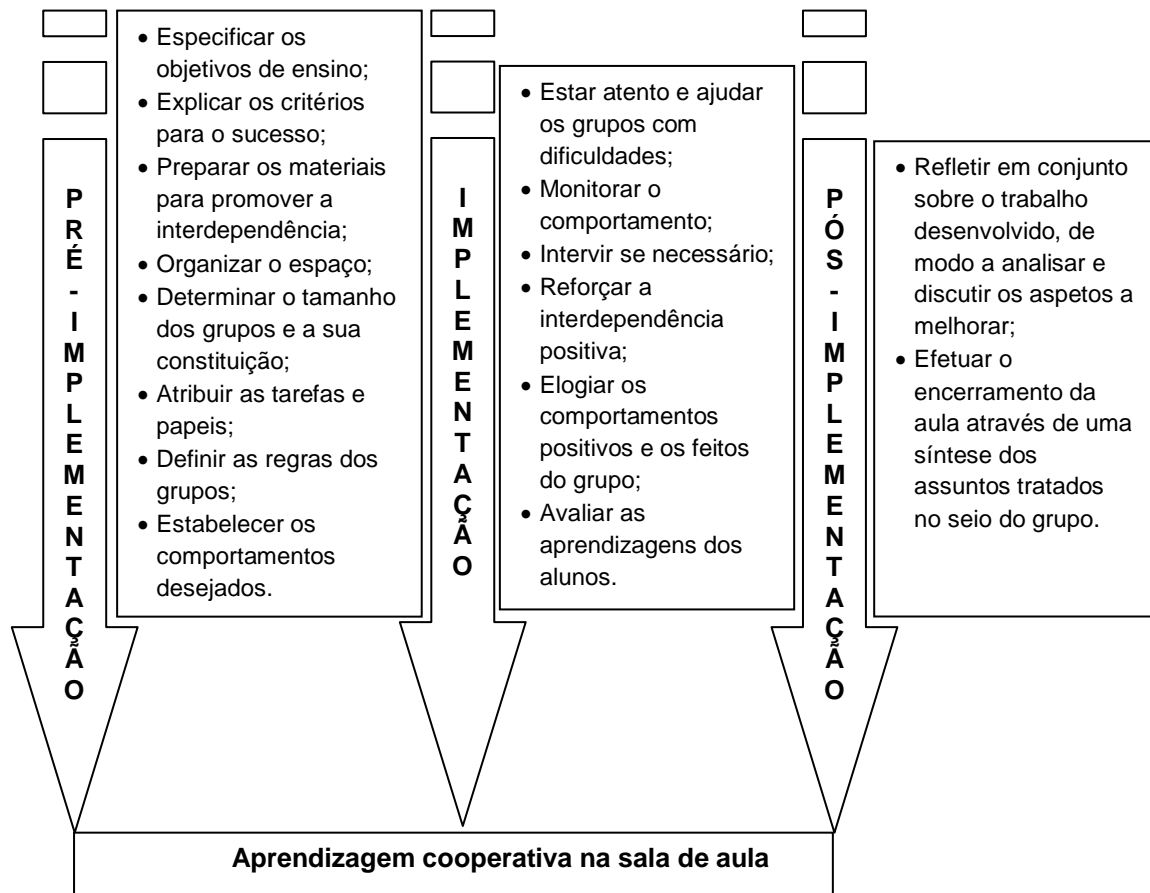 PRÉ-IMPLEMENTAÇÃO
• Especificar os
objetivos de ensino;
• Explicar os critérios
para o sucesso;
• Preparar os materiais
para promover a
interdependência;
• Organizar o espaço;
• Determinar o tamanho
dos grupos e a sua
constituição;
• Atribuir as tarefas e
papeis;
• Definir as regras dos
grupos;
• Estabelecer os
comportamentos
desejados.
IMPLEMENTAÇÃO
• Estar atento e ajudar
os grupos com
dificuldades;
• Monitorar o
comportamento;
• Intervir se necessário;
• Reforçar a
interdependência
positiva;
• Elogiar os
comportamentos
positivos e os feitos
do grupo;
• Avaliar as
aprendizagens dos
alunos.
PÓS-IMPLEMENTAÇÃO
• Refletir em conjunto
sobre o trabalho
desenvolvido, de
modo a analisar e
discutir os aspetos a
melhorar;
• Efetuar o
encerramento da
aula através de uma
síntese dos
assuntos tratados
no seio do grupo.
Aprendizagem cooperativa na sala de aula